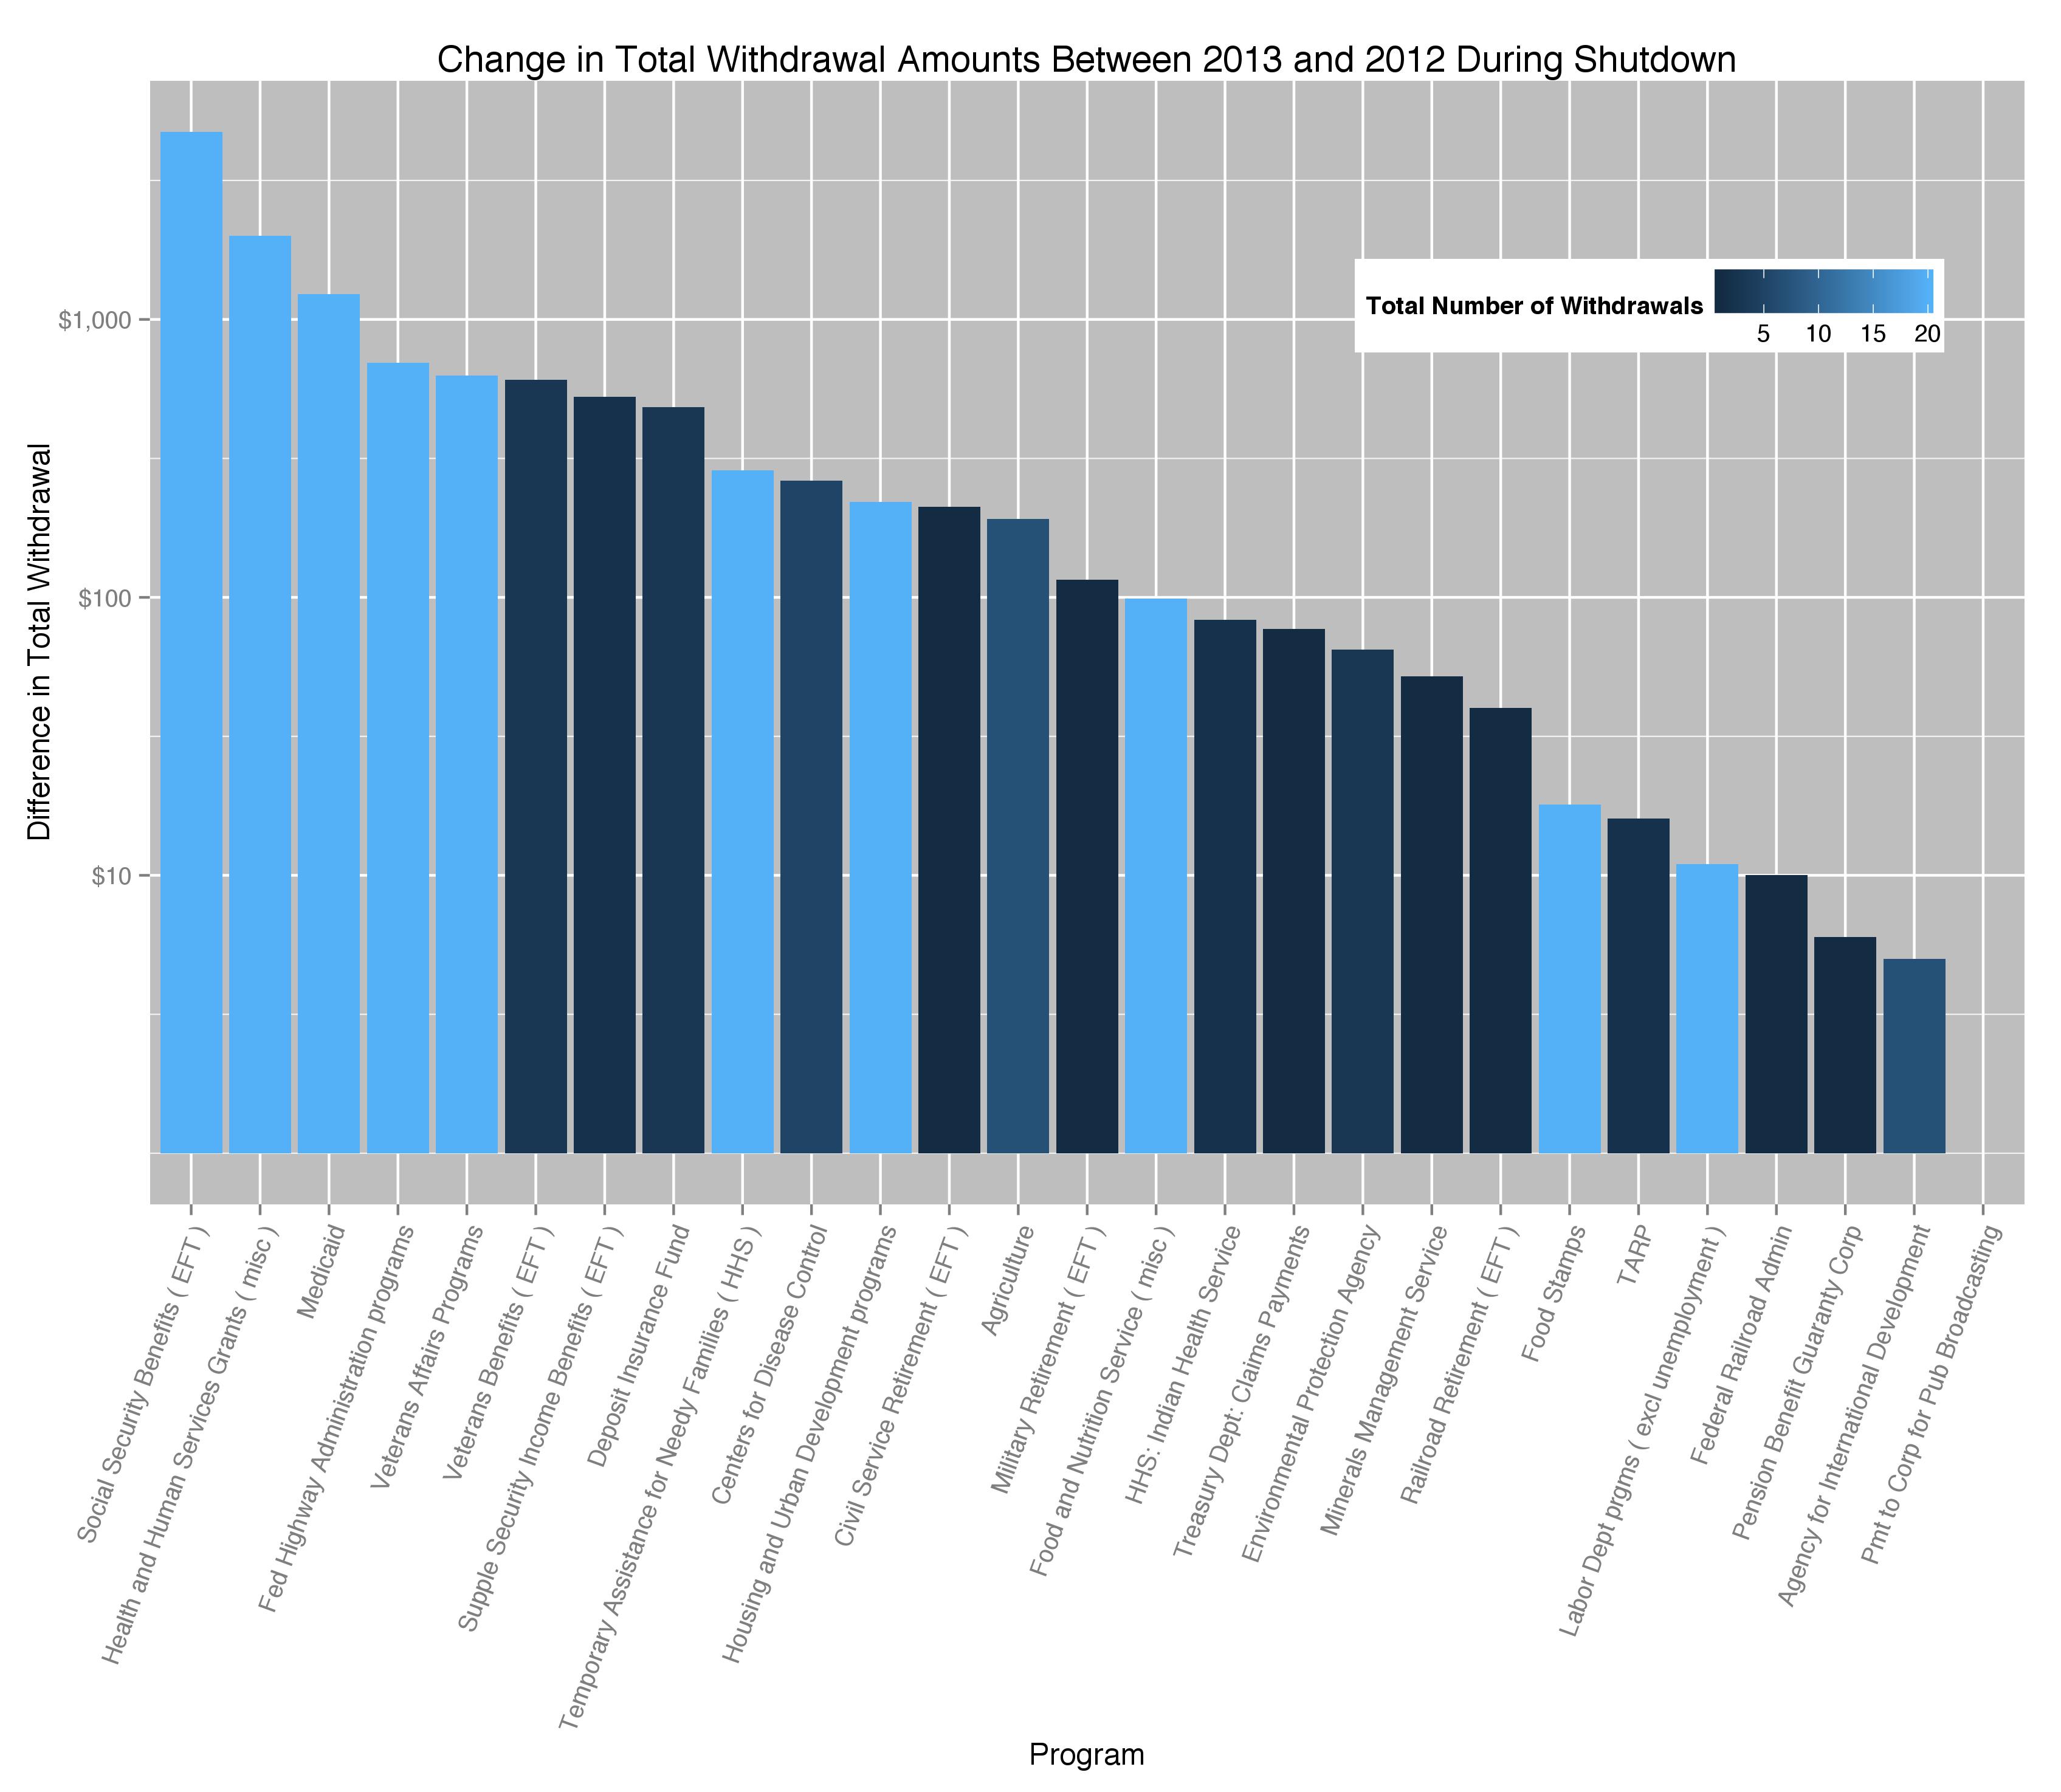 Change in Total Withdrawal Amounts Between 2013 and 2012 During Shutdown
Difference in Total Withdrawal
$1,000
$100
$10
Total Number of Withdrawals
5 10 15 20
Social Security Benefits ( EFT )
Health and Human Services Grants ( misc )
Medicaid
Fed Highway Administration programs
Veterans Affairs Programs
Veterans Benefits ( EFT )
Supple Security Income Benefits ( EFT )
Deposit Insurance Fund
Temporary Assistance for Needy Families ( HHS )
Centers for Disease Control
Housing and Urban Development programs
Civil Service Retirement ( EFT )
Agriculture
Military Retirement ( EFT )
Food and Nutrition Service ( misc )
HHS: Indian Health Service
Treasury Dept: Claims Payments
Environmental Protection Agency
Minerals Management Service
Railroad Retirement ( EFT )
Food Stamps
TARP
Labor Dept prgms ( excl unemployment )
Federal Railroad Admin
Pension Benefit Guaranty Corp
Agency for International Development
Pmt to Corp for Pub Broadcasting
Program